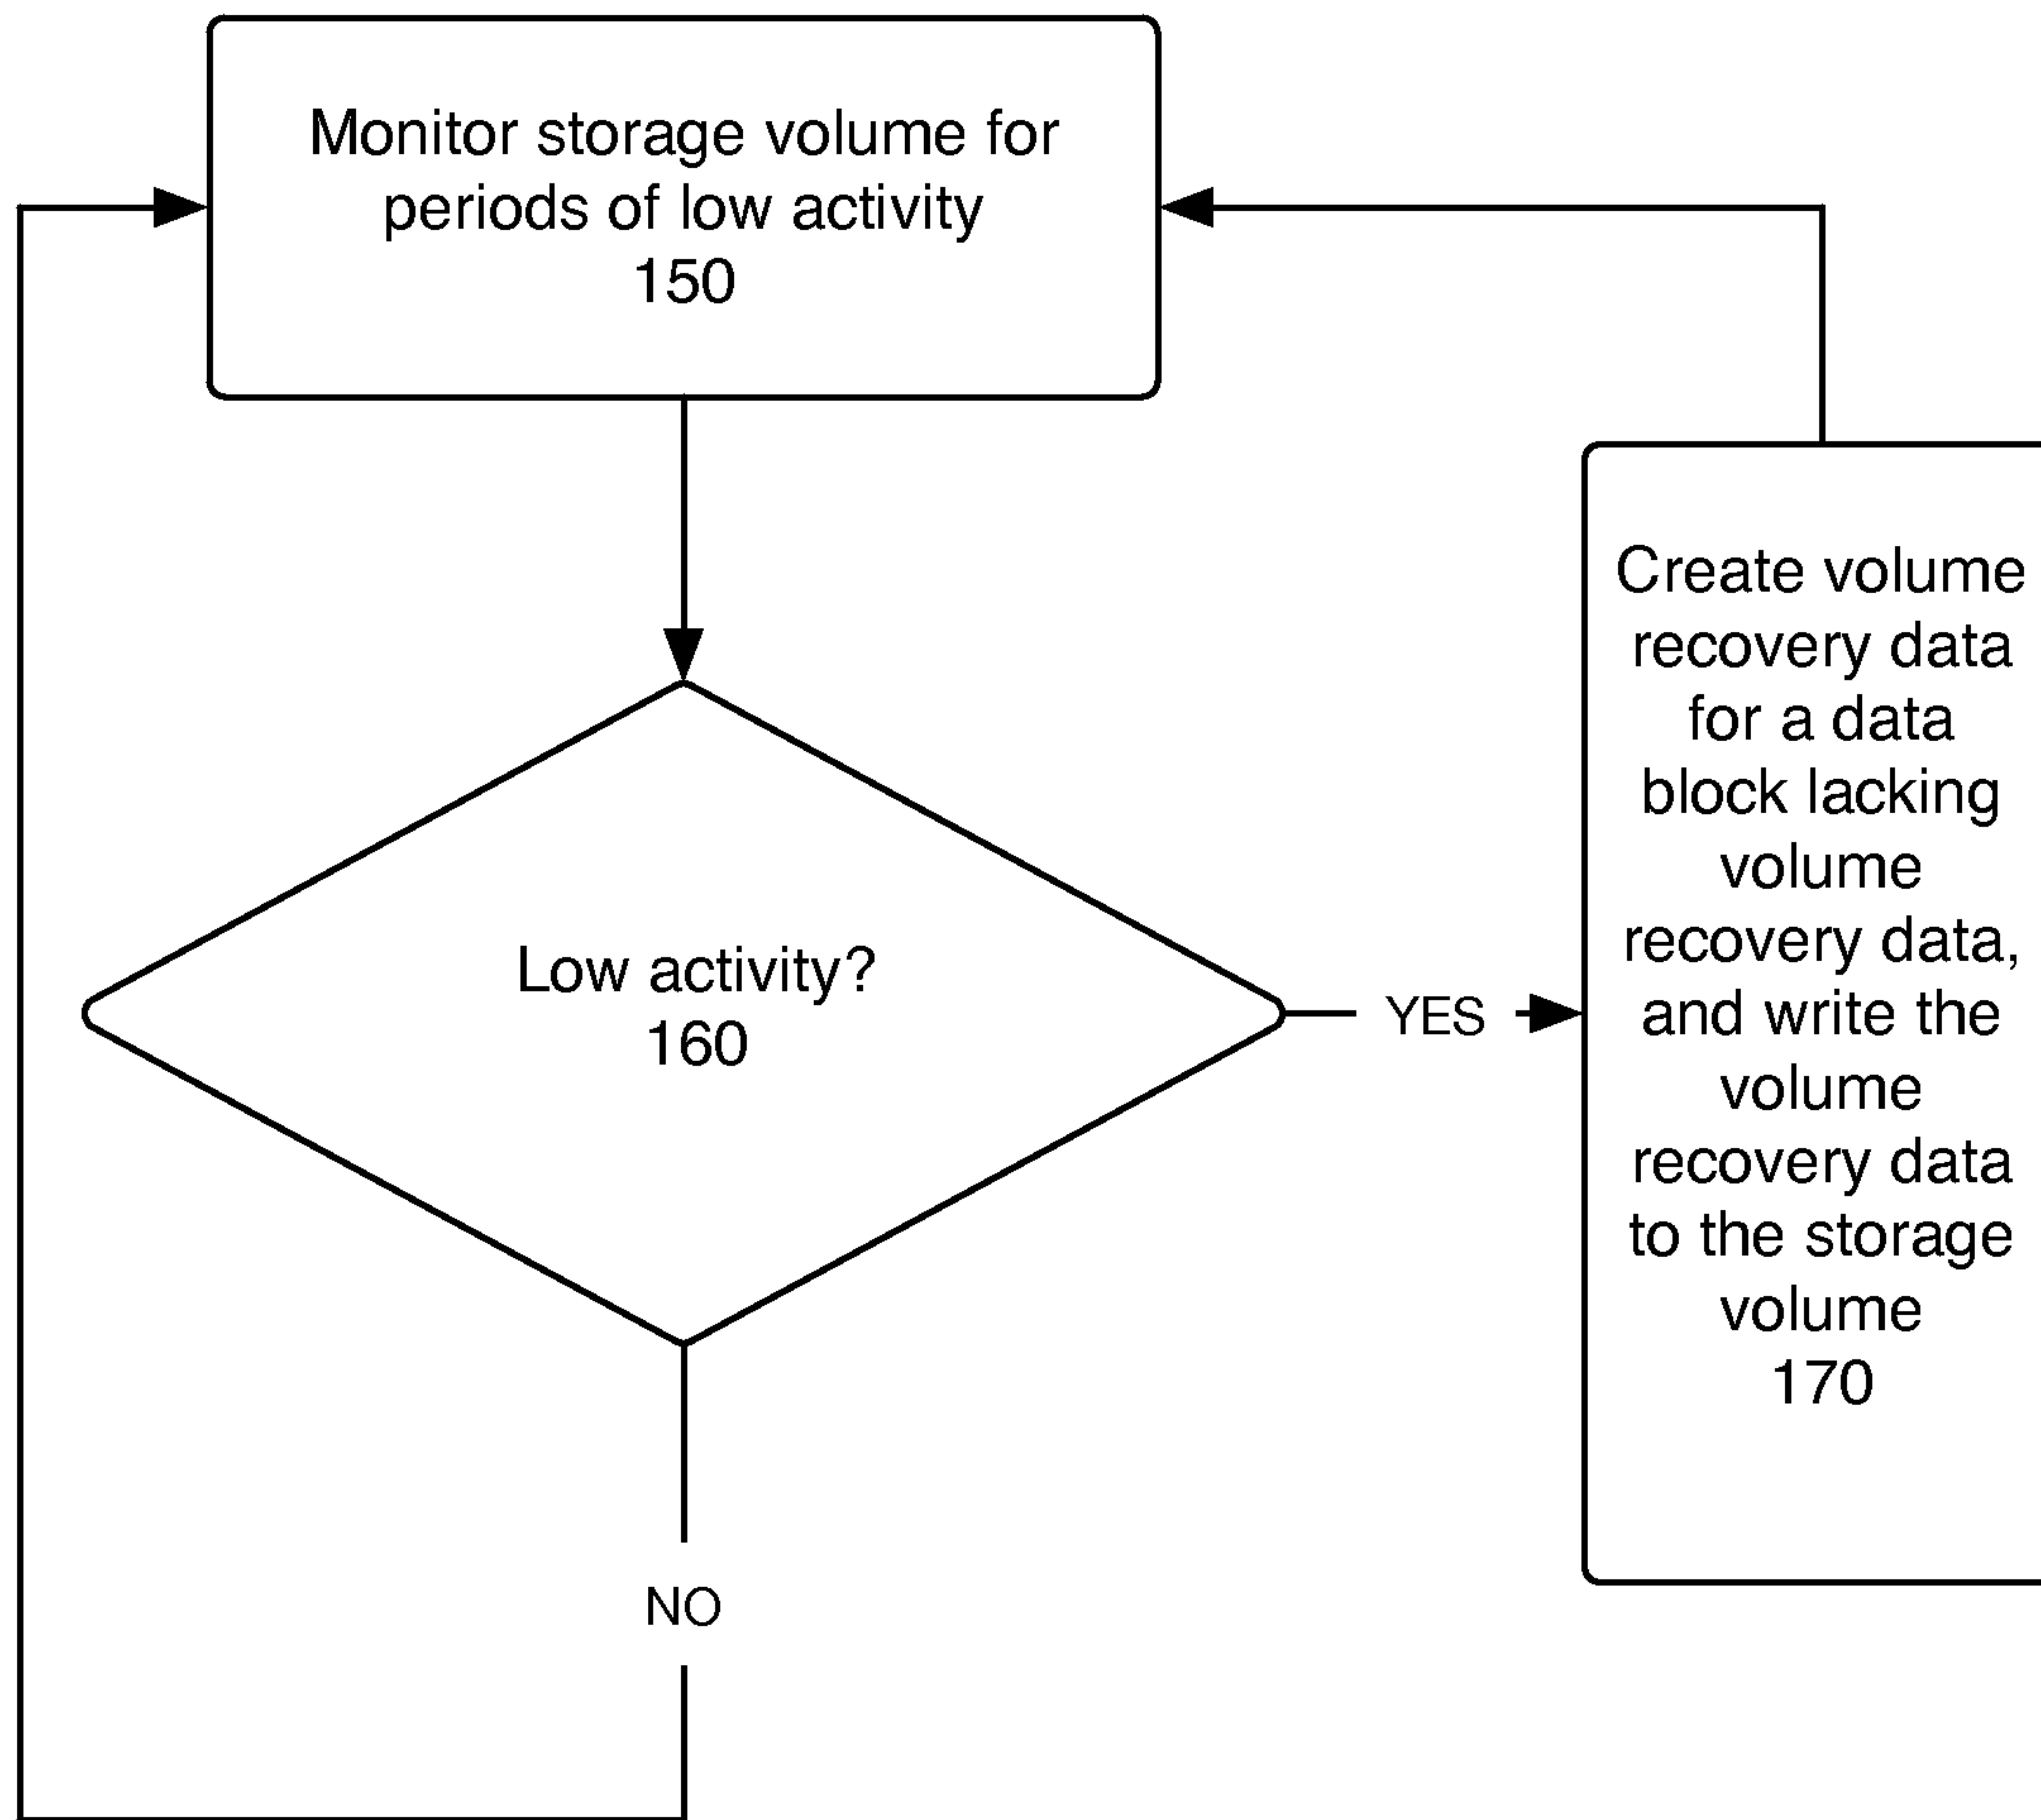 Monitor storage volume for
periods of low activity
150
Low activity?
160
YES
Create volume
recovery data
for a data
block lacking
volume
recovery data,
and write the
volume
recovery data
to the storage
volume
170
NO